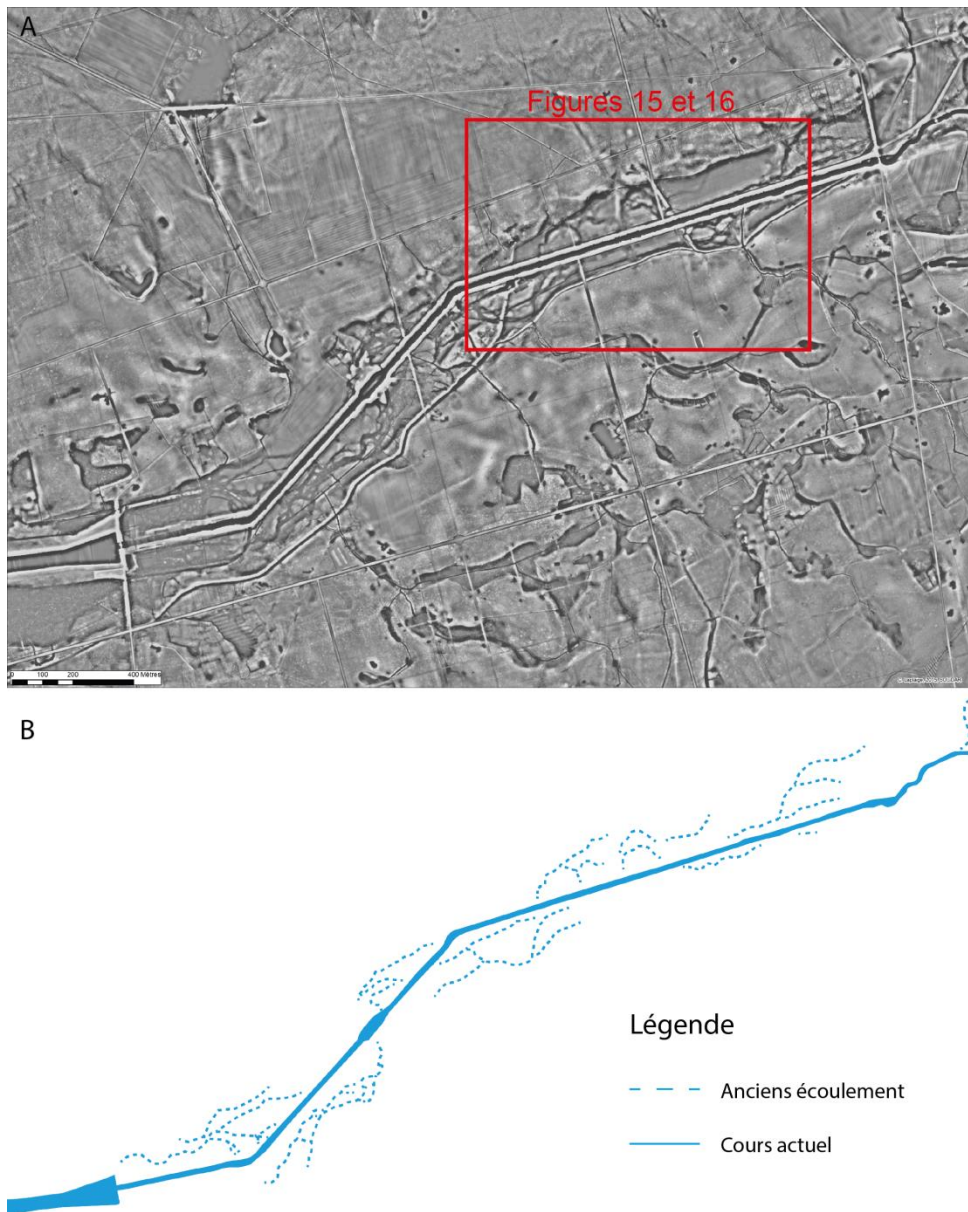 A
Figures 15 et 16
0 100 200 400 Mètres
B
Légende
Anciens écoulement
Cours actuel